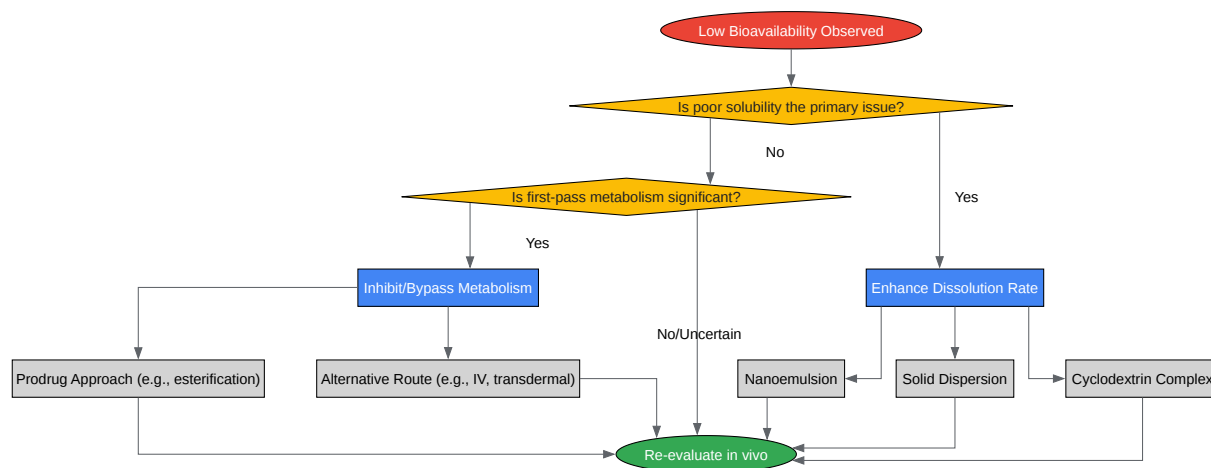 Low Bioavailability Observed
Is poor solubility the primary issue?
No
Is first-pass metabolism significant?
Yes
Yes
Inhibit/Bypass Metabolism
Enhance Dissolution Rate
No/Uncertain
Prodrug Approach (e.g., esterification)
Alternative Route (e.g., IV, transdermal)
Nanoemulsion
Solid Dispersion
Cyclodextrin Complex
Re-evaluate in vivo